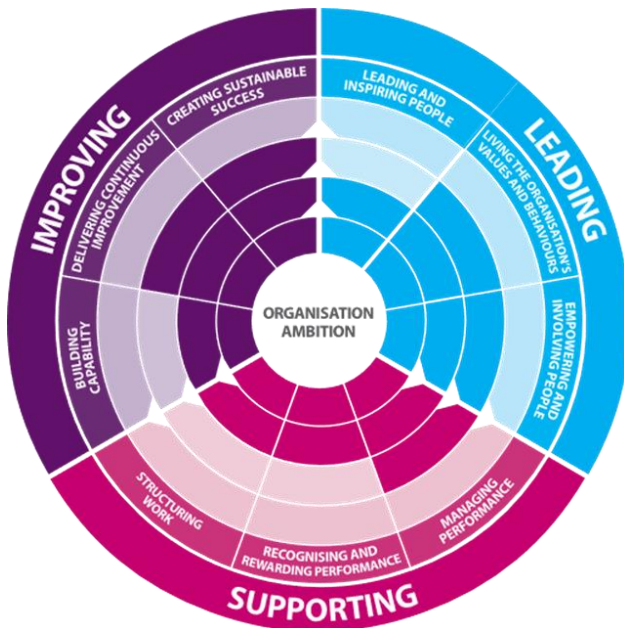 IMPROVING
CREATING SUSTAINABLE
SUCCESS
DELIVERING CONTINUOUS
IMPROVEMENT
BUILDING
CAPABILITY
LEADING
LEADING AND
INSPIRING PEOPLE
LIVING THE ORGANISATION'S
VALUES AND BEHAVIOURS
EMPOWERING AND
INVOLVING PEOPLE
ORGANISATION
AMBITION
STRUCTURING
WORK
RECOGNISING AND
REWARDING PERFORMANCE
MANAGING
PERFORMANCE
SUPPORTING